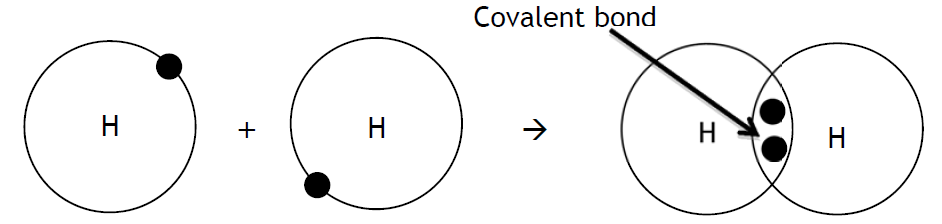 Covalent bond
H + H → H H